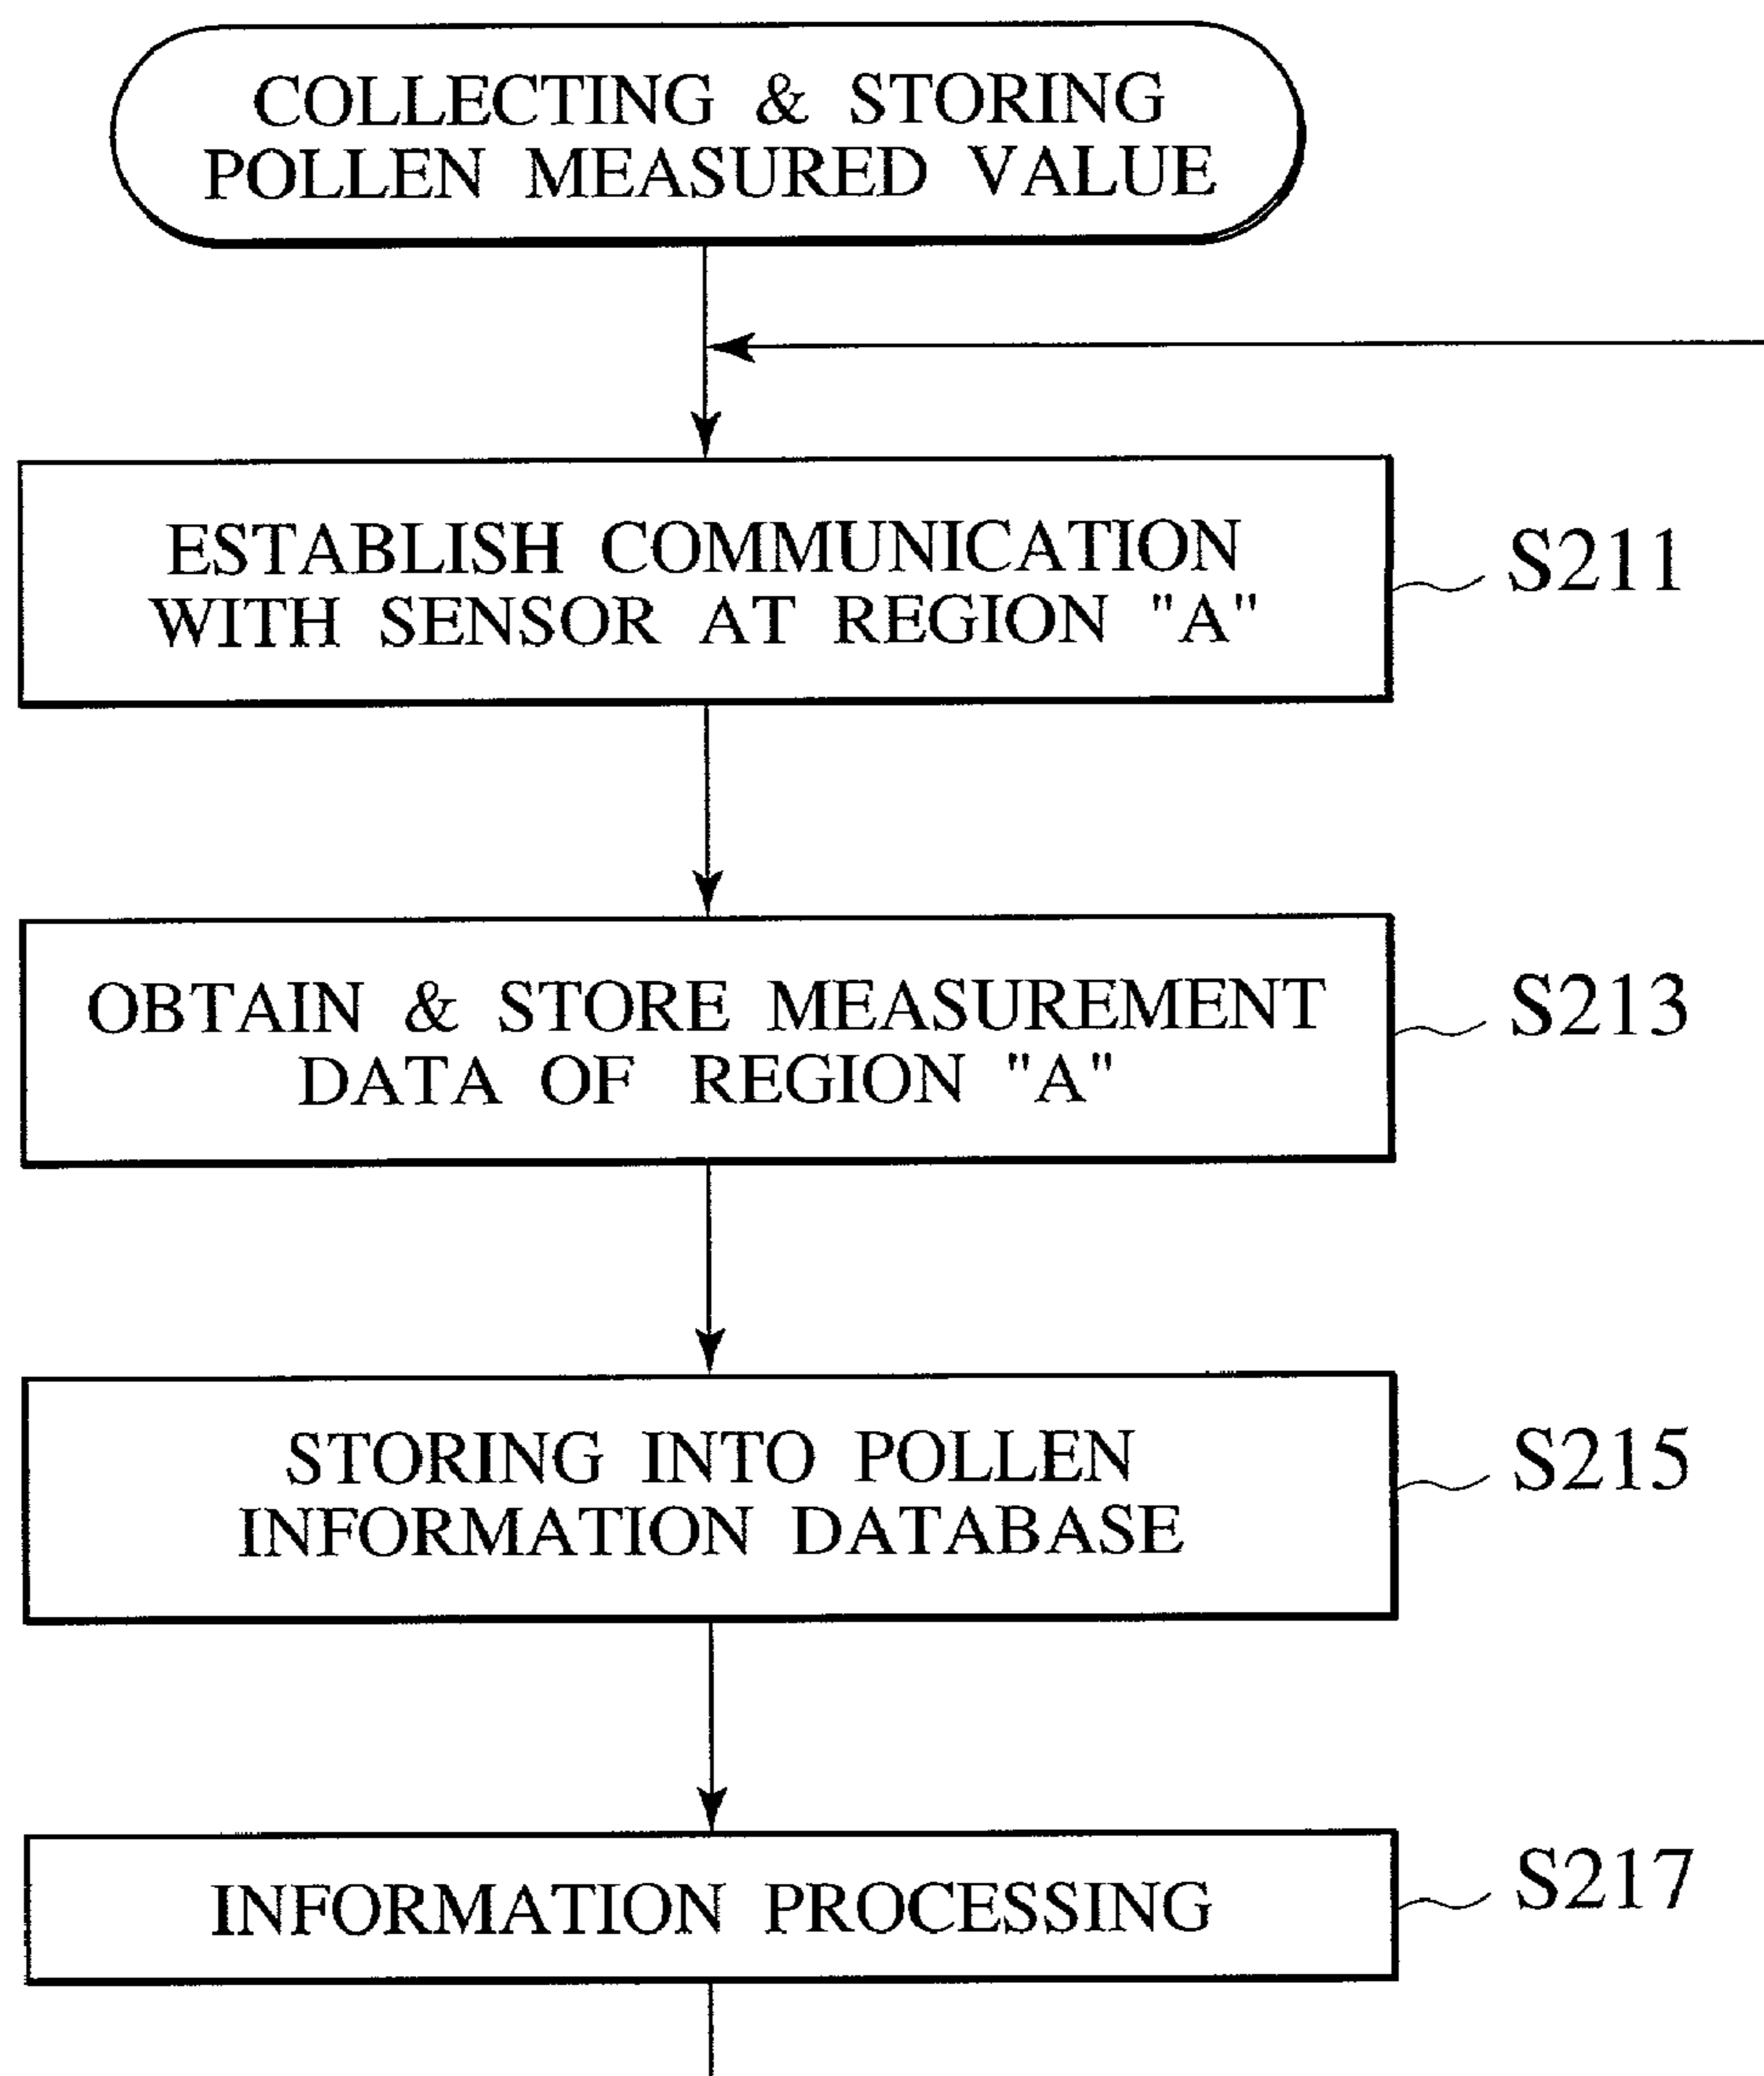 COLLECTING & STORING
POLLEN MEASURED VALUE
ESTABLISH COMMUNICATION
WITH SENSOR AT REGION "A"
S211
OBTAIN & STORE MEASUREMENT
DATA OF REGION "A"
S213
STORING INTO POLLEN
INFORMATION DATABASE
S215
INFORMATION PROCESSING
S217